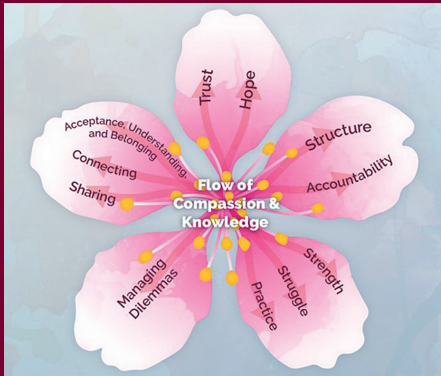 Trust
Hope
Structure
Accountability
Strength
Struggle
Practice
Managing
Dilemmas
Sharing
Connecting
Acceptance, Understanding,
and Belonging
Flow of
Compassion &
Knowledge